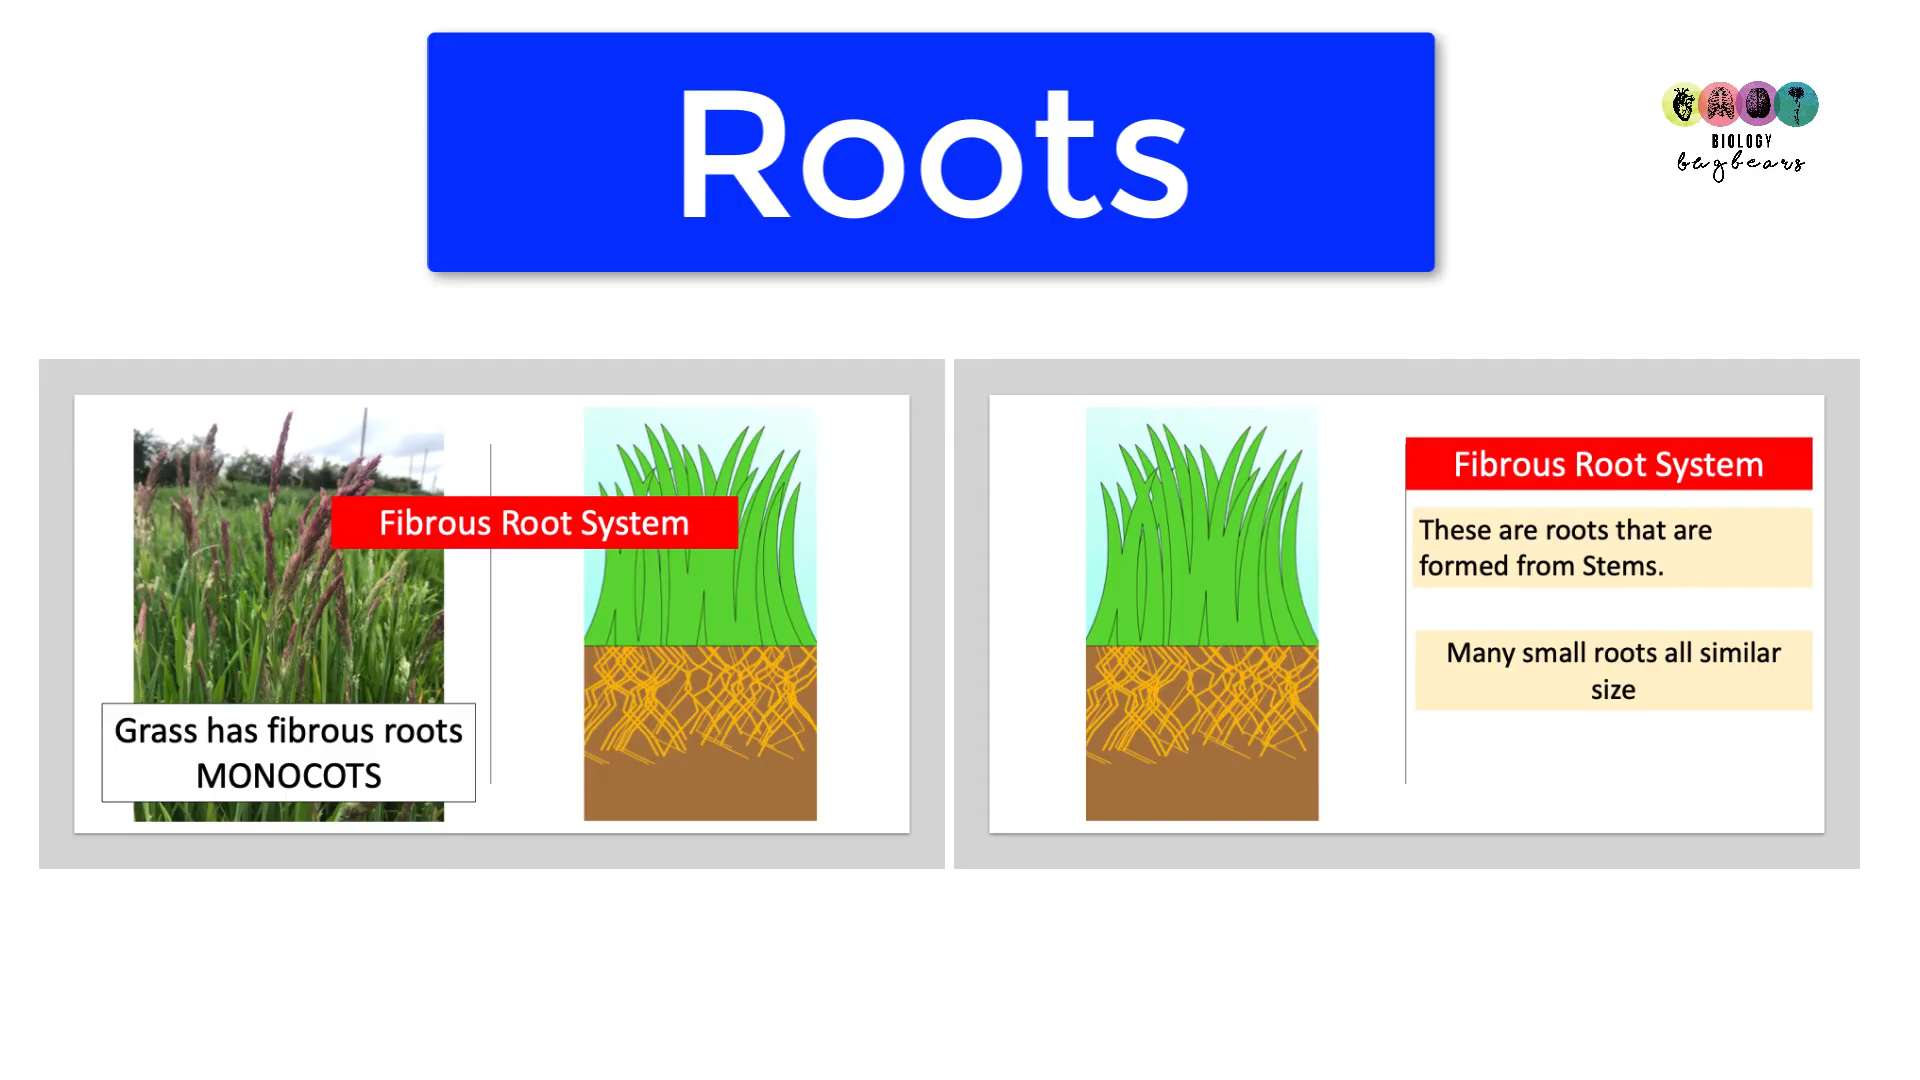 Roots
BIOLOGY
bugbears
Fibrous Root System
Grass has fibrous roots
MONOCOTS
Fibrous Root System
These are roots that are
formed from Stems.
Many small roots all similar
size